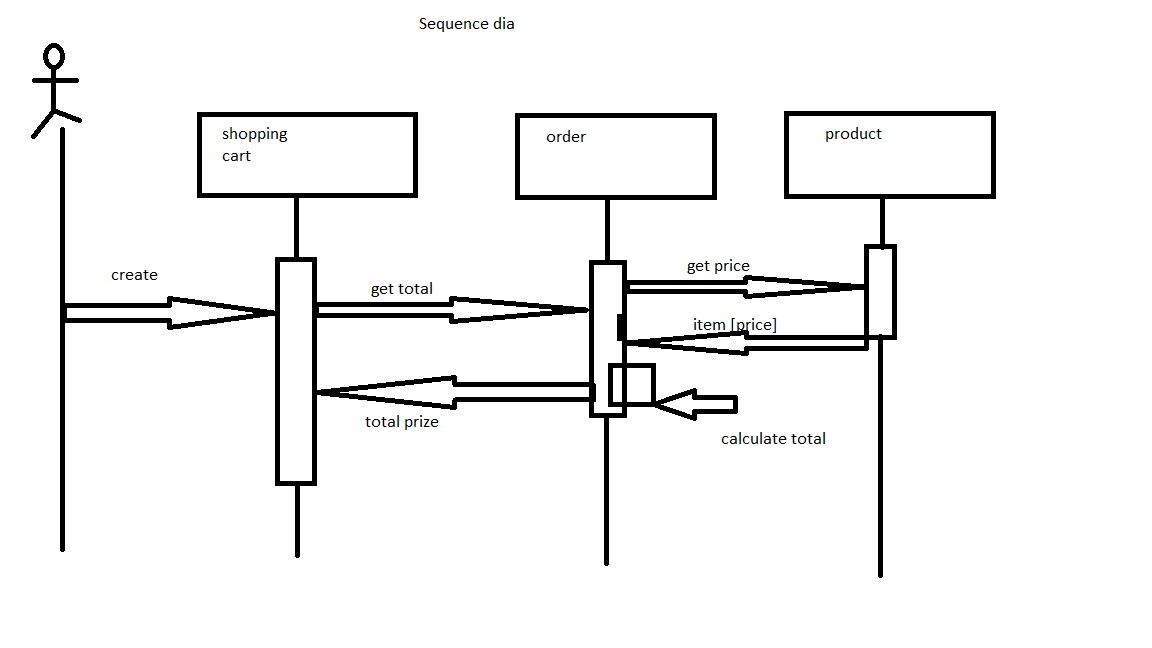 Sequence dia
shopping
cart
order
product
create
get total
get price
item [price]
total prize
calculate total